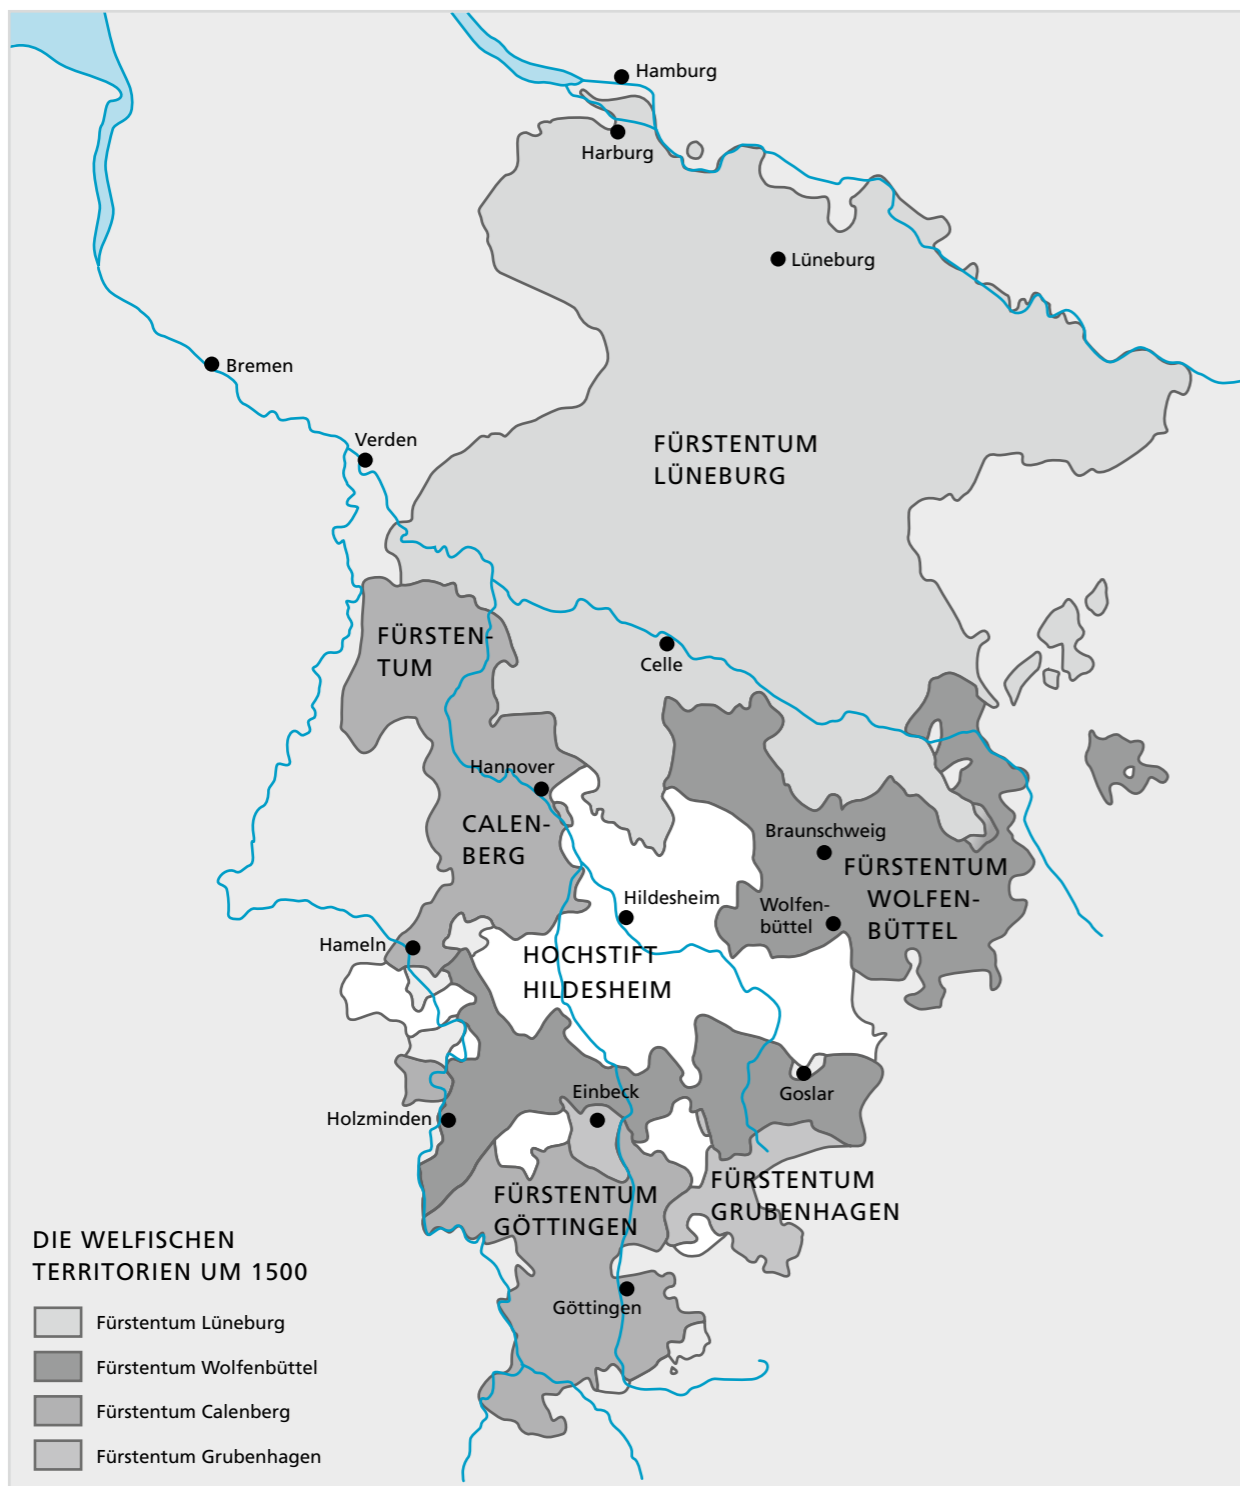 Hamburg
Harburg
Lüneburg
Bremen
Verden
FÜRSTENTUM
LÜNEBURG
FÜRSTEN-
TUM
Celle
Hannover
CALEN-
BERG
Braunschweig
FÜRSTENTUM
WOLFEN-
BÜTTEL
Wolfen-
büttel
Hildesheim
Hameln
HOCHSTIFT
HILDESHEIM
Einbeck
Goslar
Holzminden
FÜRSTENTUM
GÖTTINGEN
FÜRSTENTUM
GRUBENHAGEN
Göttingen
DIE WELFISCHEN
TERRITORIEN UM 1500
Fürstentum Lüneburg
Fürstentum Wolfenbüttel
Fürstentum Calenberg
Fürstentum Grubenhagen